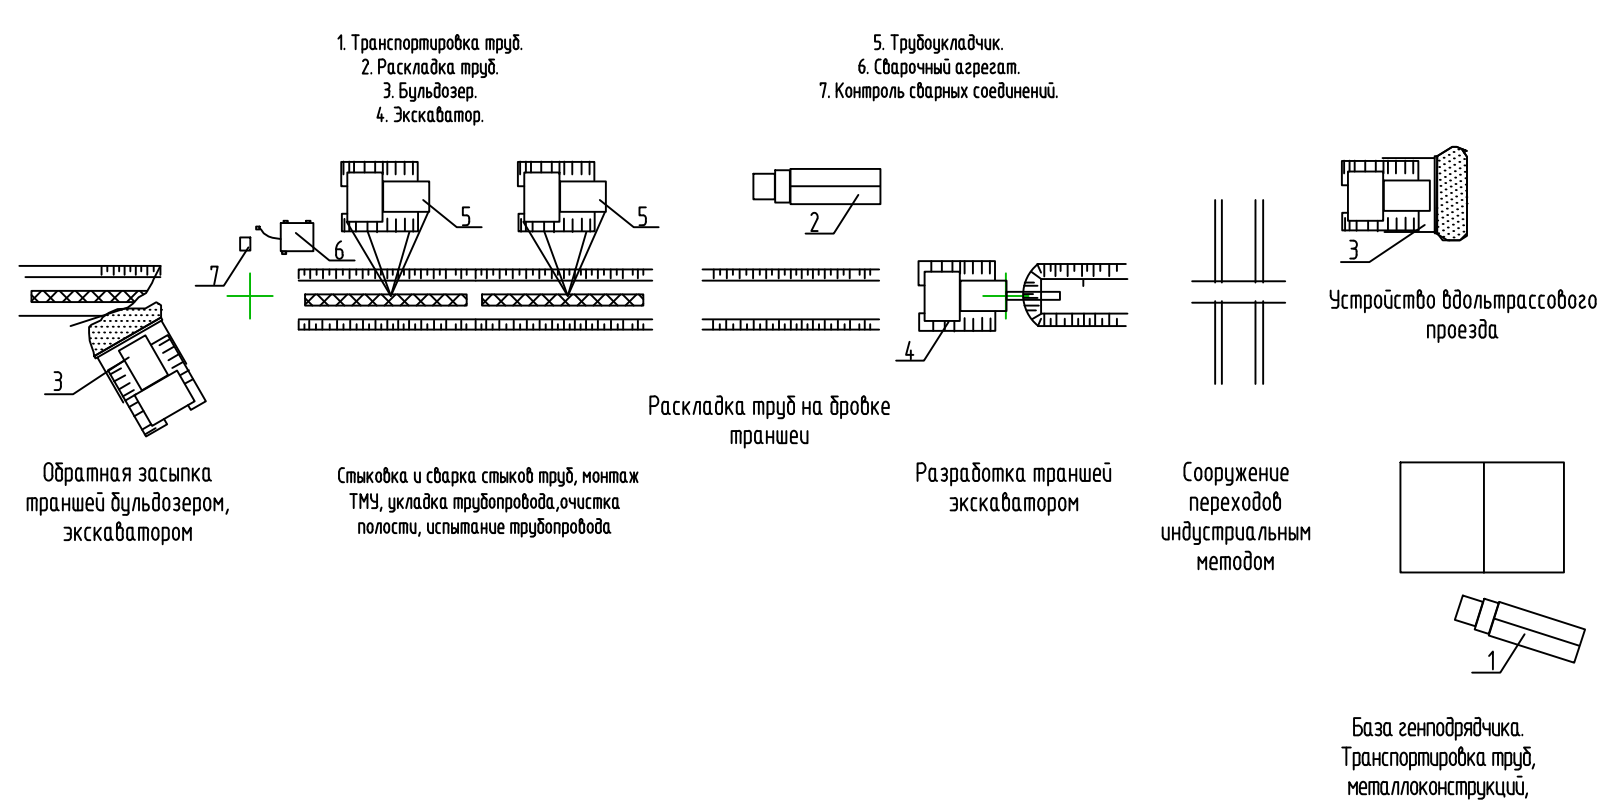 1. Транспортировка труб.
2. Раскладка труб.
3. Бульдозер.
4. Экскаватор.
5. Трубоукладчик.
6. Сварочный агрегат.
7. Контроль сварных соединений.
5
5
2
3
6
7
4
3
Устройство вдольтрассового
проезда
Раскладка труб на бровке
траншеи
Обратная засыпка
траншей бульдозером,
экскаватором
Стыковка и сварка стыков труб, монтаж
ТМУ, укладка трубопровода,очистка
полости, испытание трубопровода
Разработка траншей
экскаватором
Сооружение
переходов
индустриальным
методом
1
База генподрядчика.
Транспортировка труб,
металлоконструкций,